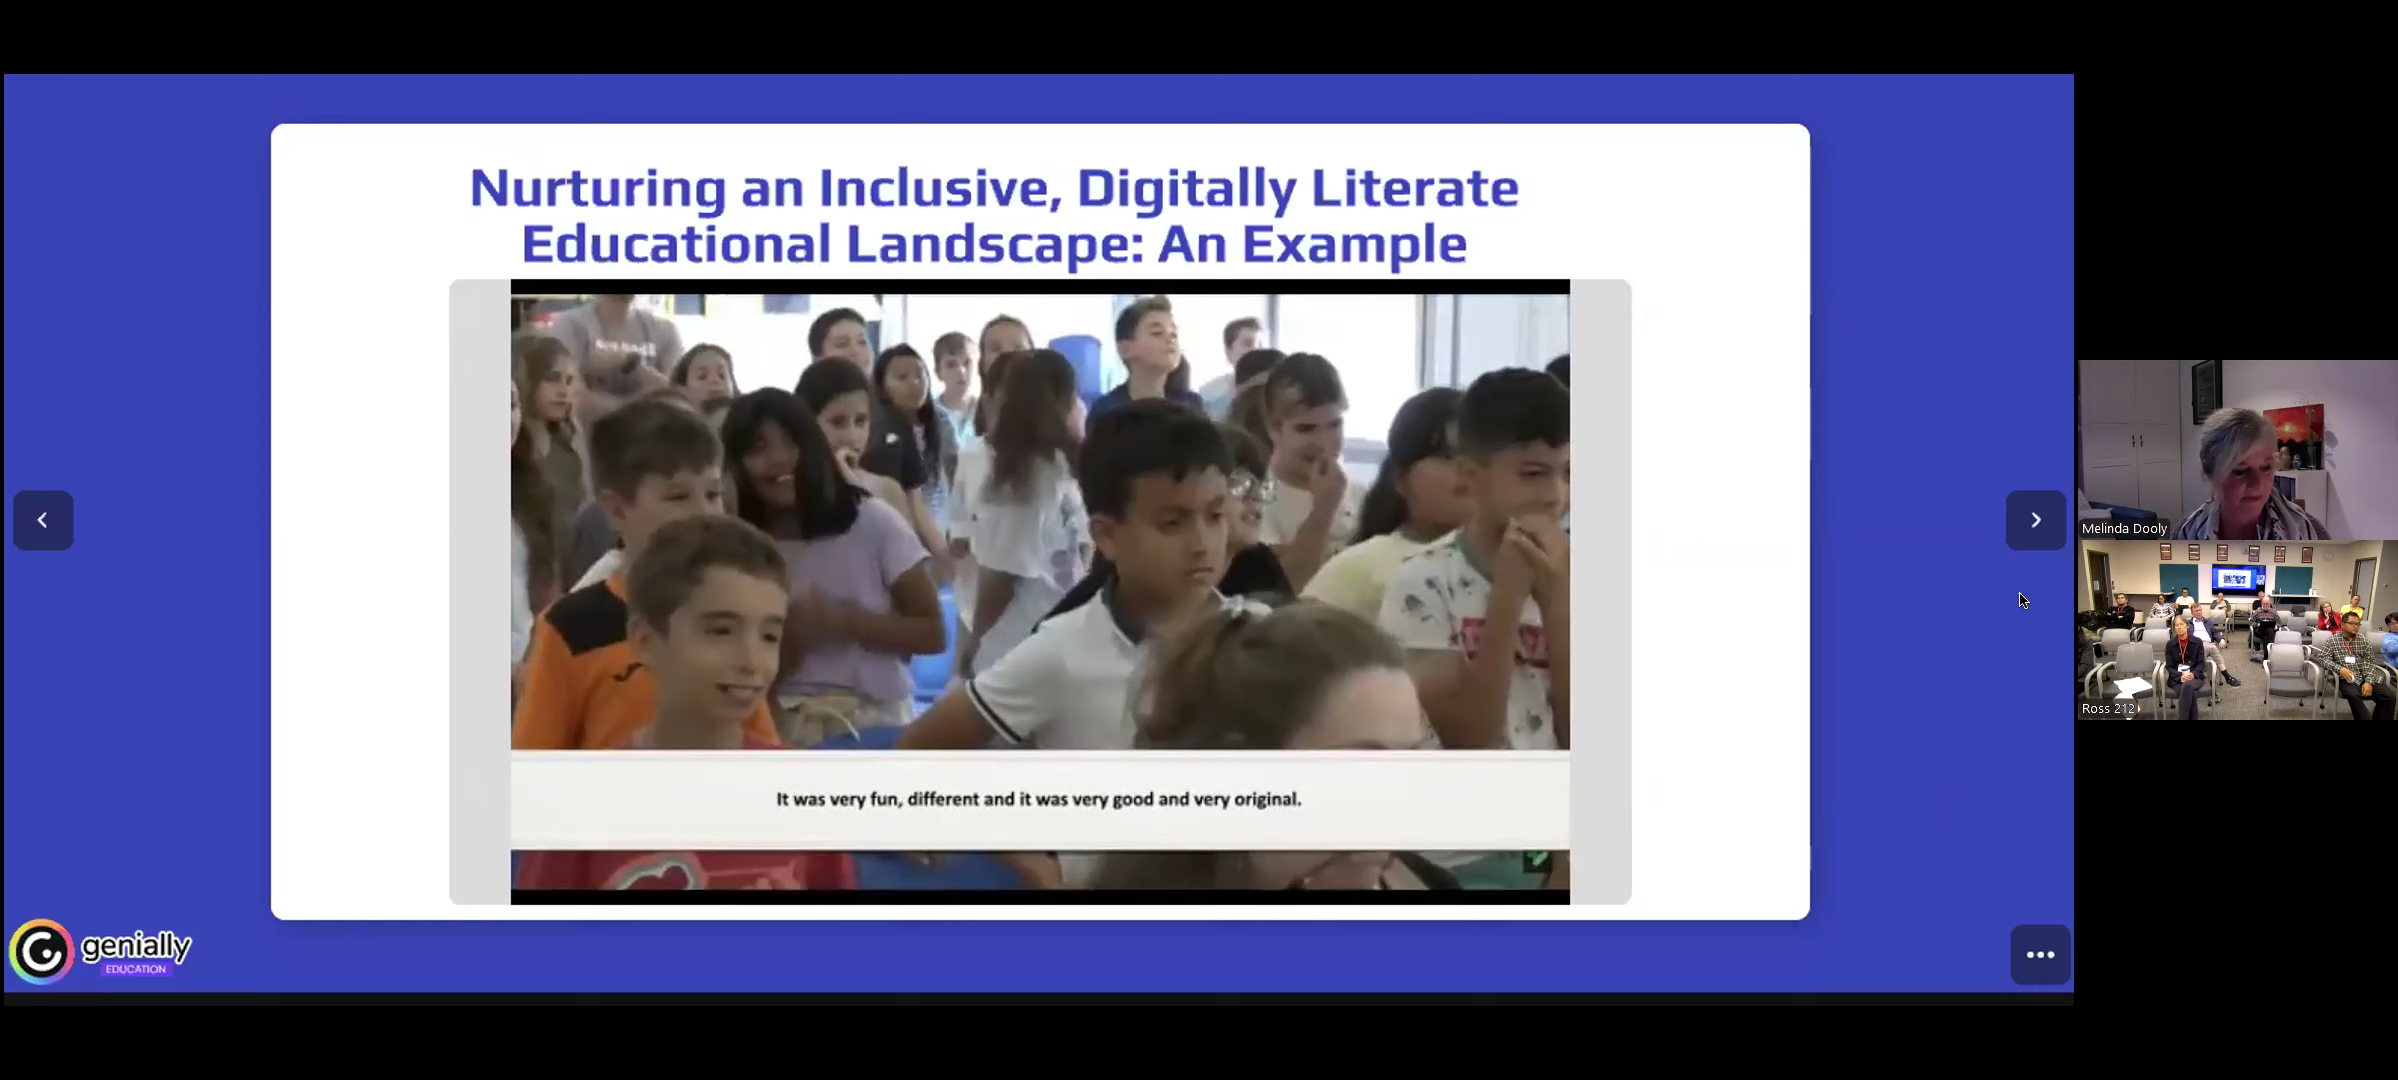 Nurturing an Inclusive, Digitally Literate
Educational Landscape: An Example
It was very fun, different and it was very good and very original.
genially
EDUCATION
Melinda Dooly
Ross 212